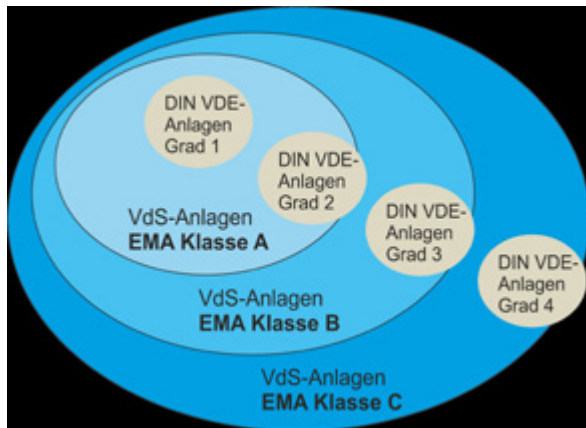 DIN VDE-
Anlagen
Grad 1
DIN VDE-
Anlagen
Grad 2
VdS-Anlagen
EMA Klasse A
DIN VDE-
Anlagen
Grad 3
DIN VDE-
Anlagen
Grad 4
VdS-Anlagen
EMA Klasse B
VdS-Anlagen
EMA Klasse C